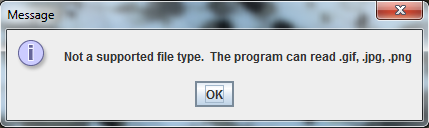 Message
Not a supported file type.  The program can read .gif, .jpg, .png
OK